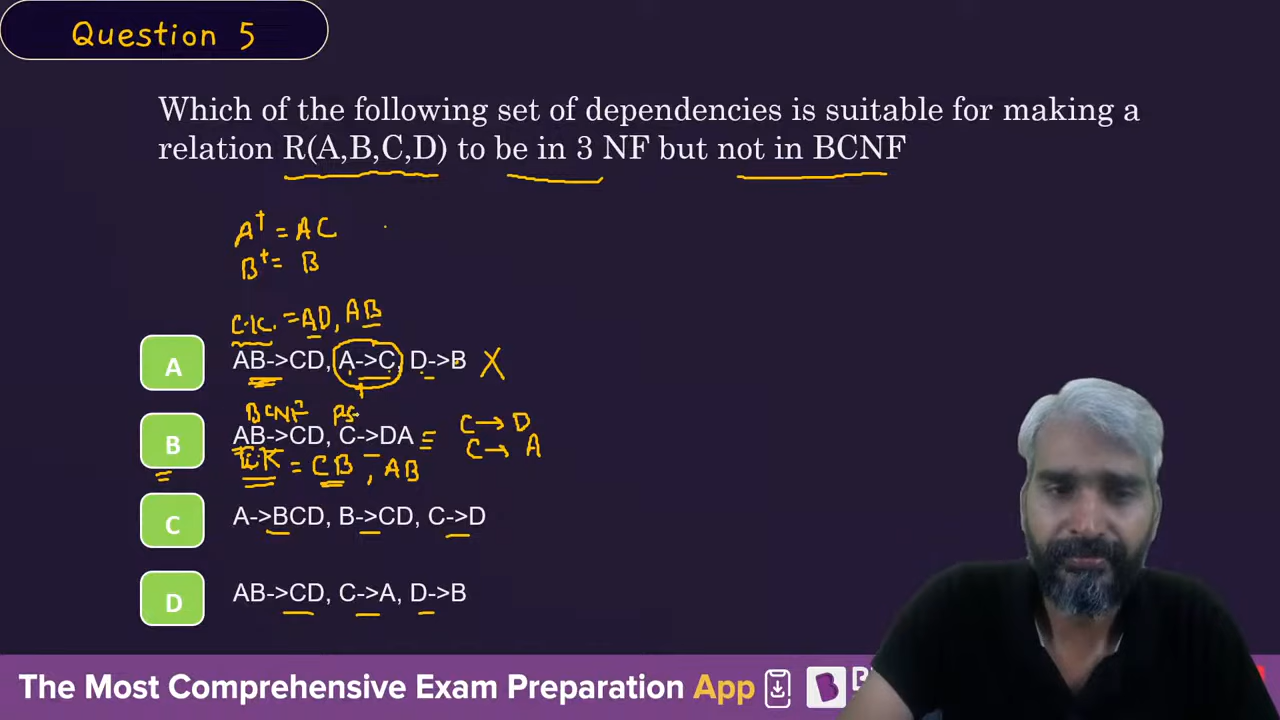 Question 5
Which of the following set of dependencies is suitable for making a
relation R(A,B,C,D) to be in 3 NF but not in BCNF
A+ = AC
B+ = B
C.K. = AD, AB
A
AB->CD, A->C, D->B X
BCNF
B
AB->CD, C->DA = C → D
C → A
CK = CB, AB
C
A->BCD, B->CD, C->D
D
AB->CD, C->A, D->B
The Most Comprehensive Exam Preparation App